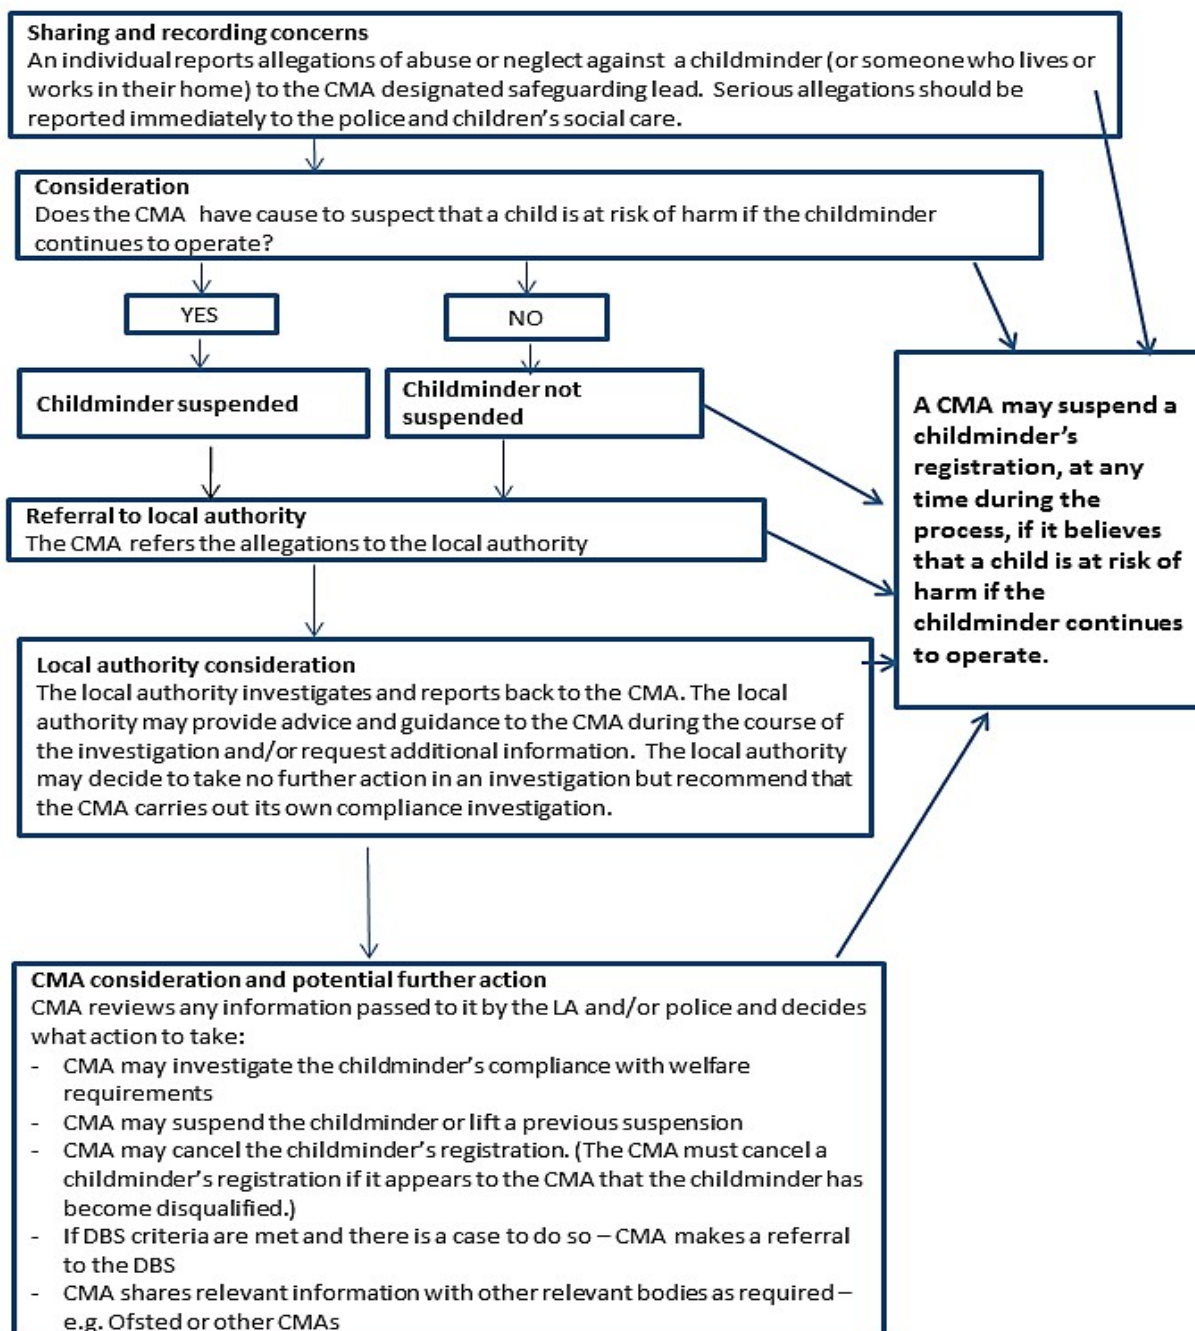 Sharing and recording concerns
An individual reports allegations of abuse or neglect against a childminder (or someone who lives or
works in their home) to the CMA designated safeguarding lead. Serious allegations should be
reported immediately to the police and children's social care.
Consideration
Does the CMA have cause to suspect that a child is at risk of harm if the childminder
continues to operate?
YES
NO
Childminder suspended
Childminder not
suspended
Referral to local authority
The CMA refers the allegations to the local authority
A CMA may suspend a
childminder's
registration, at any
time during the
process, if it believes
that a child is at risk of
harm if the
childminder continues
to operate.
Local authority consideration
The local authority investigates and reports back to the CMA. The local
authority may provide advice and guidance to the CMA during the course of
the investigation and/or request additional information. The local authority
may decide to take no further action in an investigation but recommend that
the CMA carries out its own compliance investigation.
CMA consideration and potential further action
CMA reviews any information passed to it by the LA and/or police and decides
what action to take:
- CMA may investigate the childminder's compliance with welfare
requirements
- CMA may suspend the childminder or lift a previous suspension
- CMA may cancel the childminder's registration. (The CMA must cancel a
childminder's registration if it appears to the CMA that the childminder has
become disqualified.)
- If DBS criteria are met and there is a case to do so – CMA makes a referral
to the DBS
- CMA shares relevant information with other relevant bodies as required –
e.g. Ofsted or other CMAs